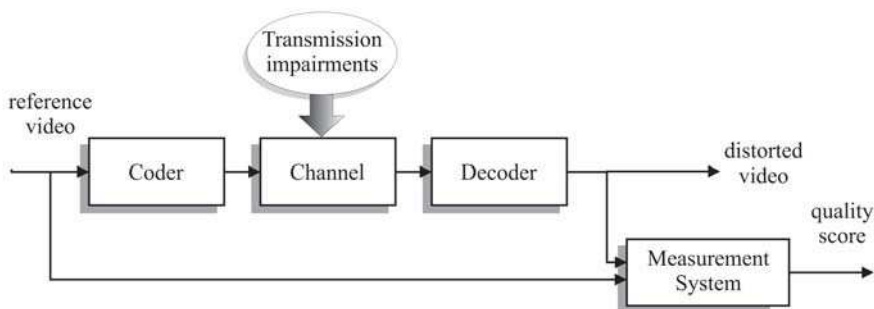 Transmission
impairments
reference
video
Coder
Channel
Decoder
distorted
video
quality
score
Measurement
System